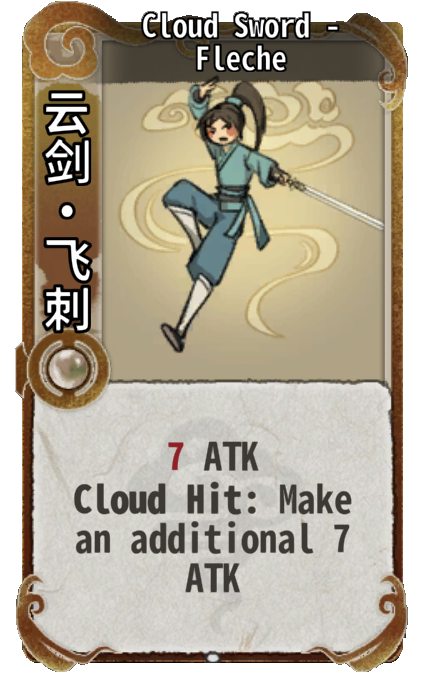 Cloud Sword -
Fleche
云剑・飞刺
7 ATK
Cloud Hit: Make
an additional 7
ATK